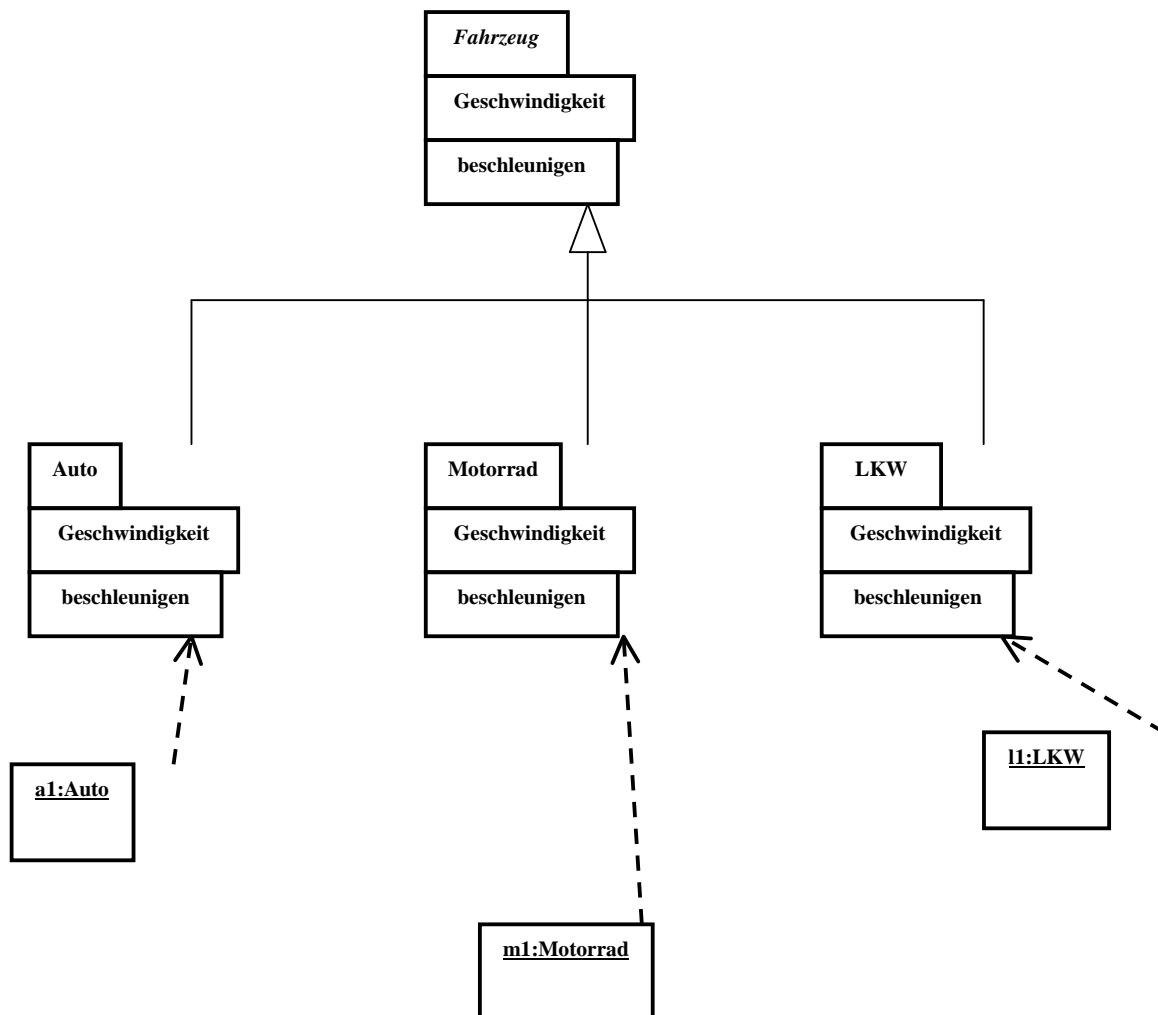 Fahrzeug
Geschwindigkeit
beschleunigen
Auto
Geschwindigkeit
beschleunigen
Motorrad
Geschwindigkeit
beschleunigen
LKW
Geschwindigkeit
beschleunigen
a1:Auto
l1:LKW
m1:Motorrad